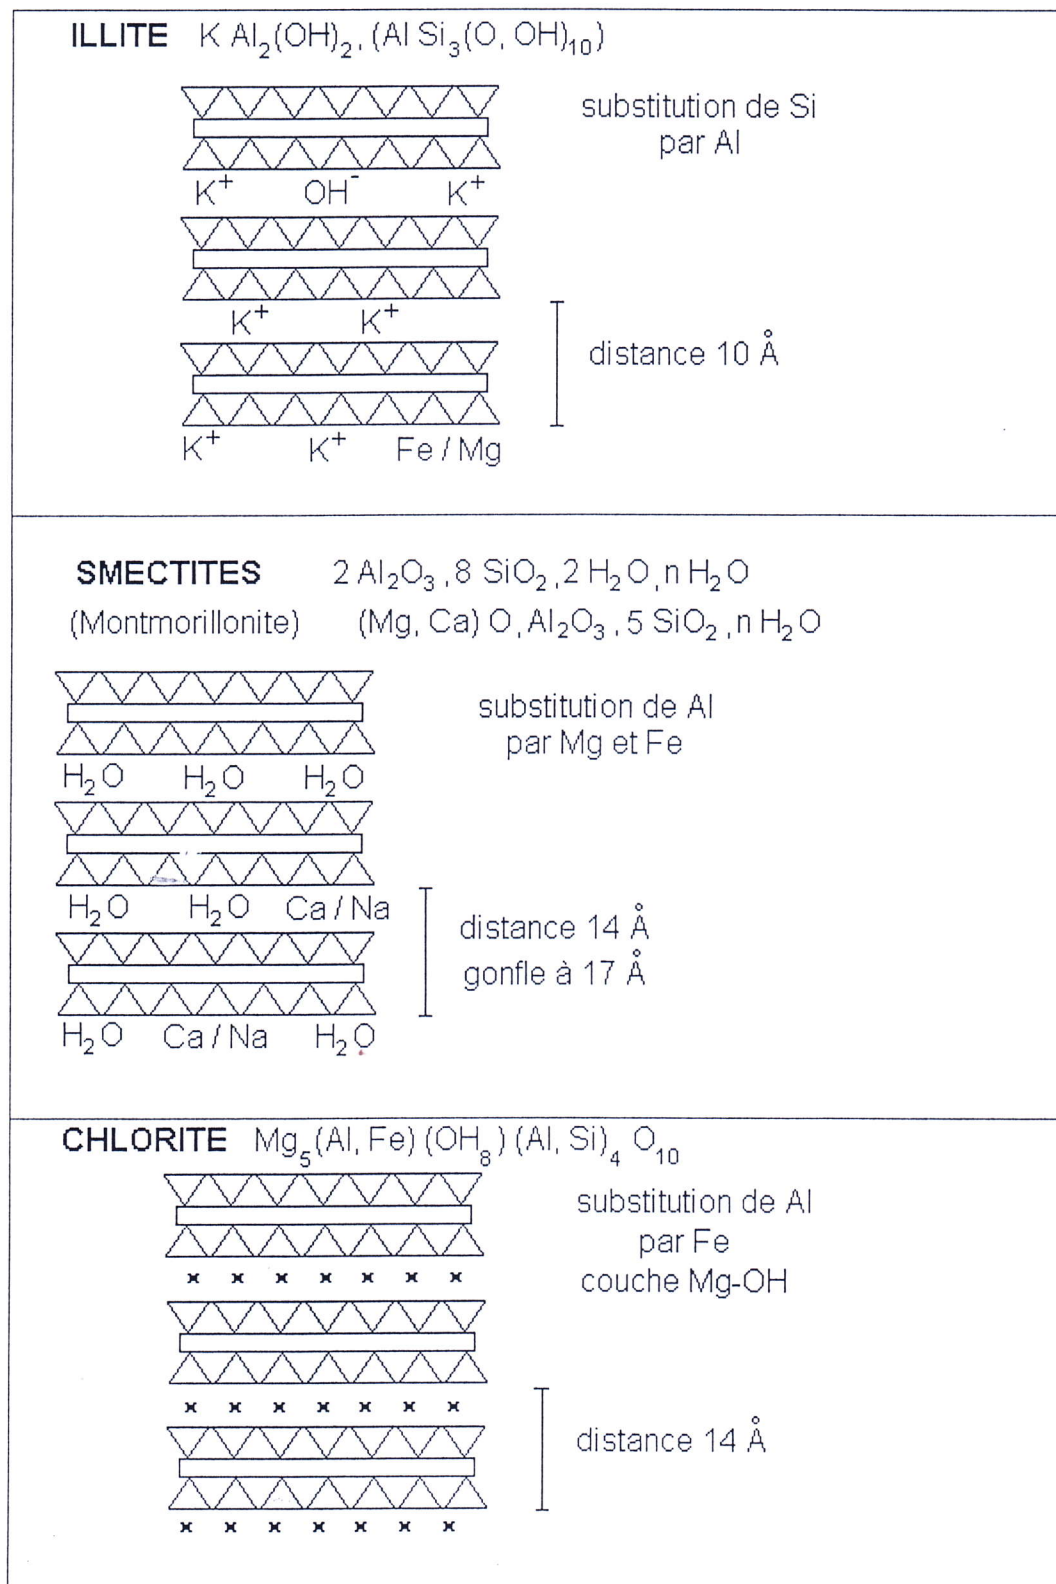 ILLITE K Al₂(OH)₂, (Al Si₃(O, OH)₁₀)
substitution de Si
par Al
K⁺ OH⁻ K⁺
K⁺ K⁺
distance 10 Å
K⁺ K⁺ Fe / Mg
SMECTITES 2 Al₂O₃, 8 SiO₂, 2 H₂O, n H₂O
(Montmorillonite) (Mg, Ca) O, Al₂O₃, 5 SiO₂, n H₂O
substitution de Al
par Mg et Fe
H₂O H₂O H₂O
H₂O H₂O Ca / Na
distance 14 Å
gonfle à 17 Å
H₂O Ca / Na H₂O
CHLORITE Mg₅(Al, Fe) (OH₈) (Al, Si)₄ O₁₀
substitution de Al
par Fe
couche Mg-OH
distance 14 Å